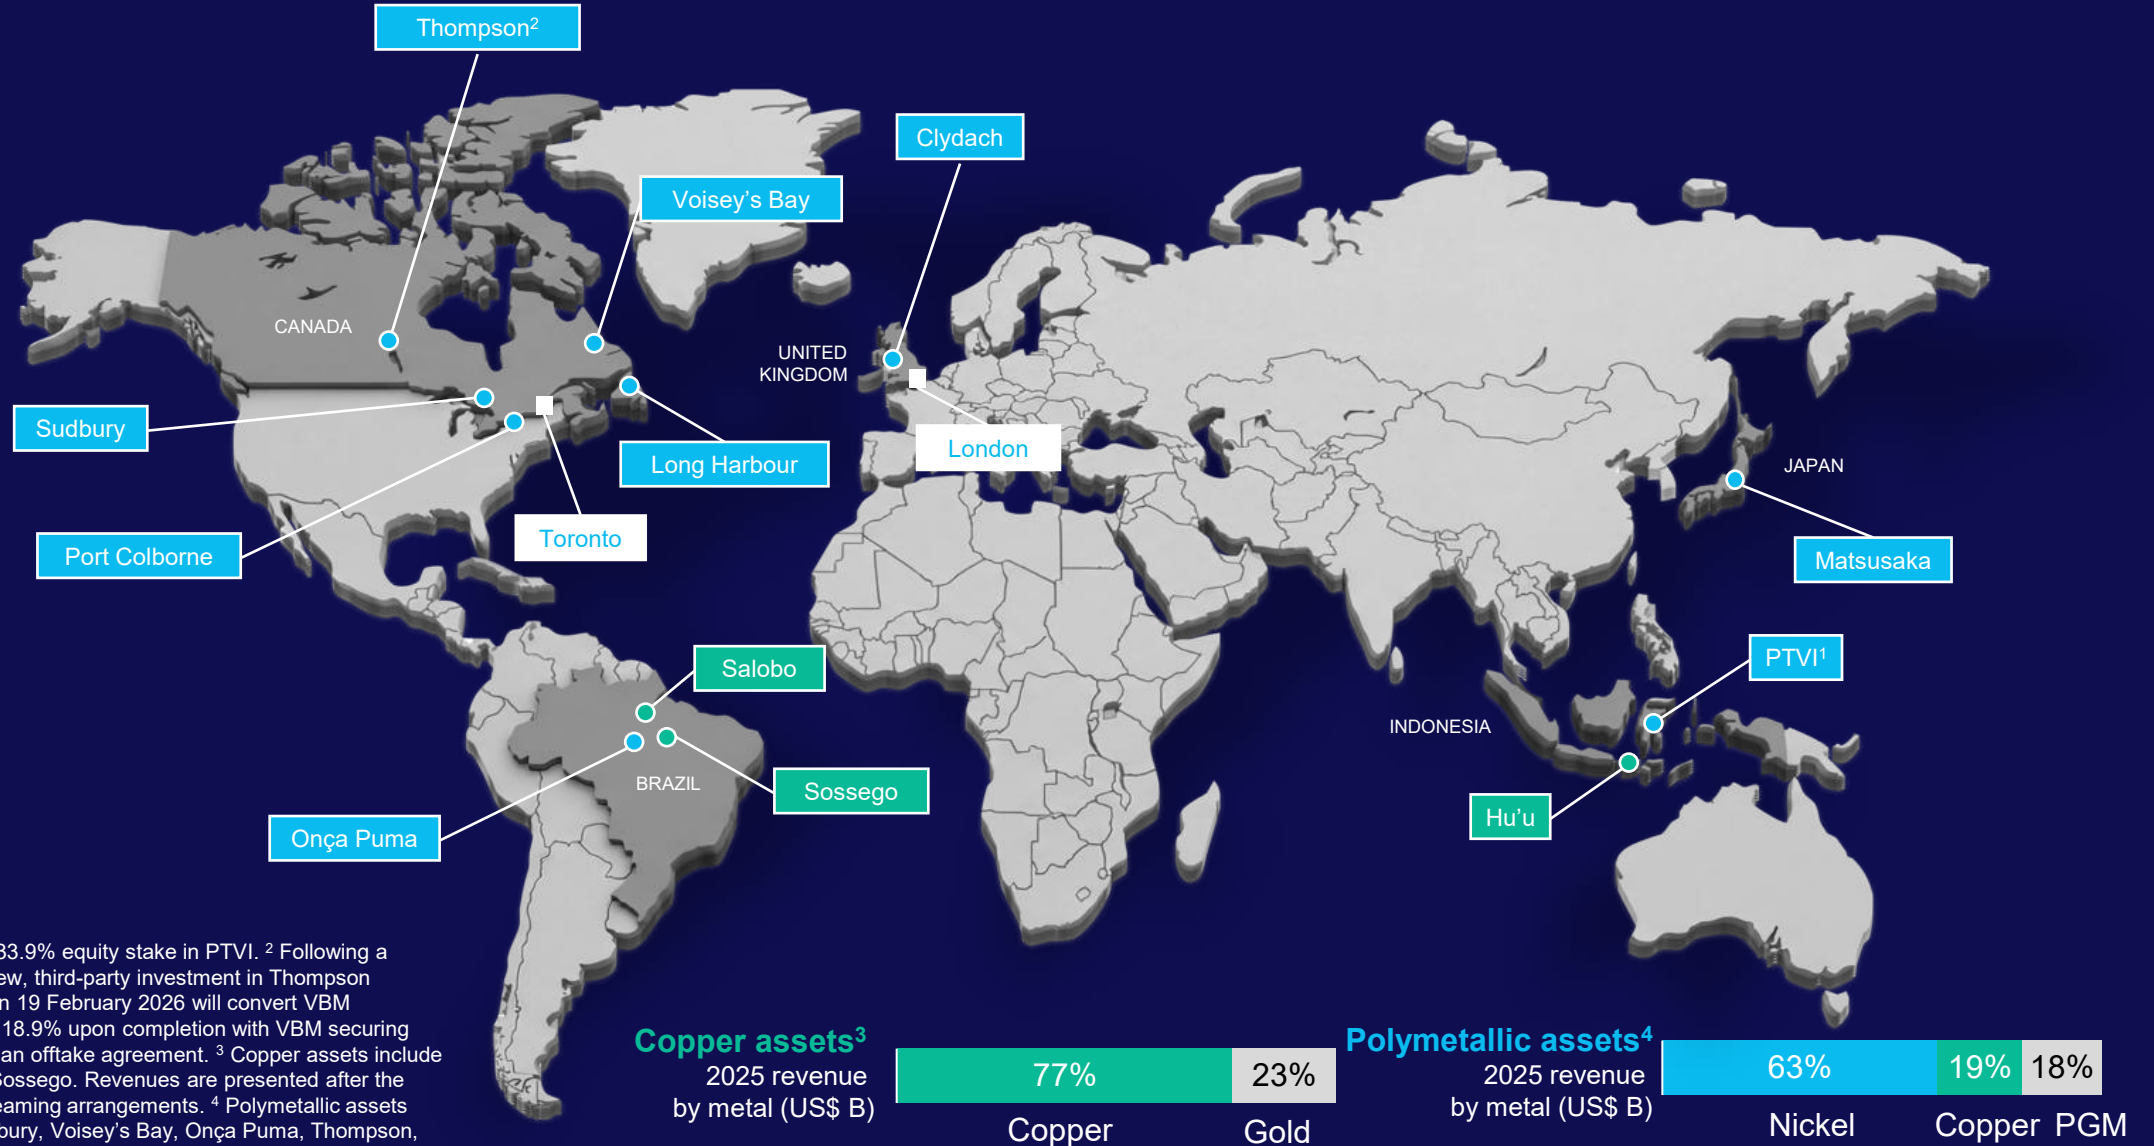 Thompson²
Clydach
Voisey's Bay
CANADA
UNITED
KINGDOM
Sudbury
London
Long Harbour
JAPAN
Toronto
Port Colborne
Matsusaka
Salobo
PTVI¹
INDONESIA
BRAZIL
Sossego
Hu'u
Onça Puma
33.9% equity stake in PTVI. ² Following a
third-party investment in Thompson
19 February 2026 will convert VBM
18.9% upon completion with VBM securing
an offtake agreement. ³ Copper assets include
Sossego. Revenues are presented after the
arrangements. ⁴ Polymetallic assets
Voisey's Bay, Onça Puma, Thompson,
Copper assets³
2025 revenue
by metal (US$ B)
77%
23%
Copper
Gold
Polymetallic assets⁴
2025 revenue
by metal (US$ B)
63%
19%
18%
Nickel
Copper
PGM